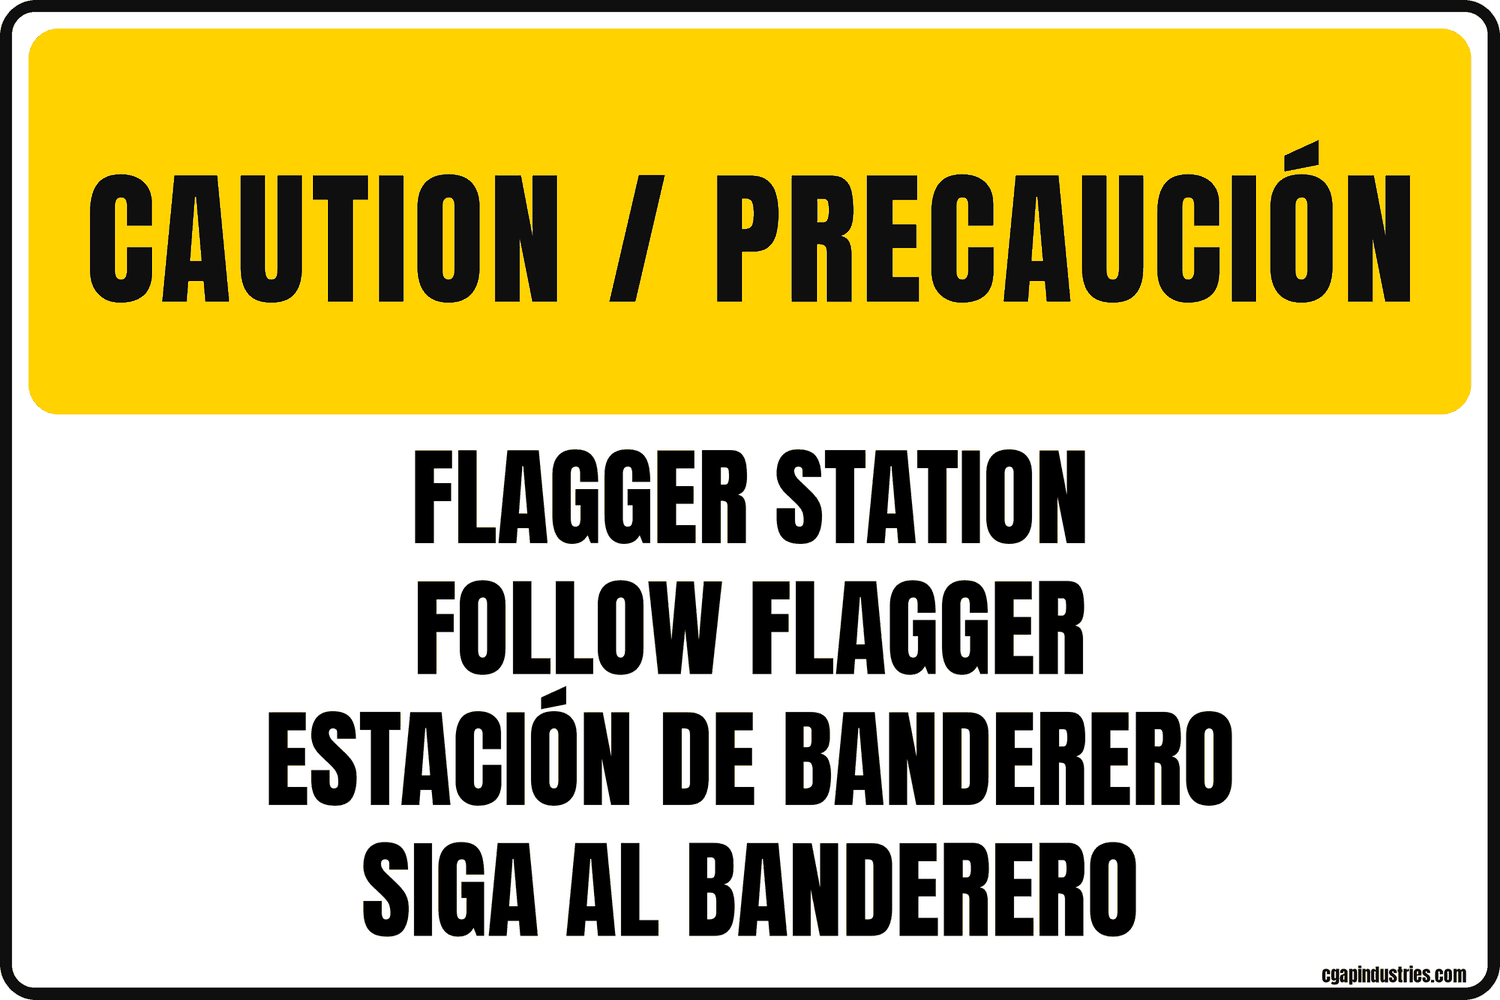 CAUTION / PRECAUCIÓN
FLAGGER STATION
FOLLOW FLAGGER
ESTACIÓN DE BANDERERO
SIGA AL BANDERERO
cgapindustries.com